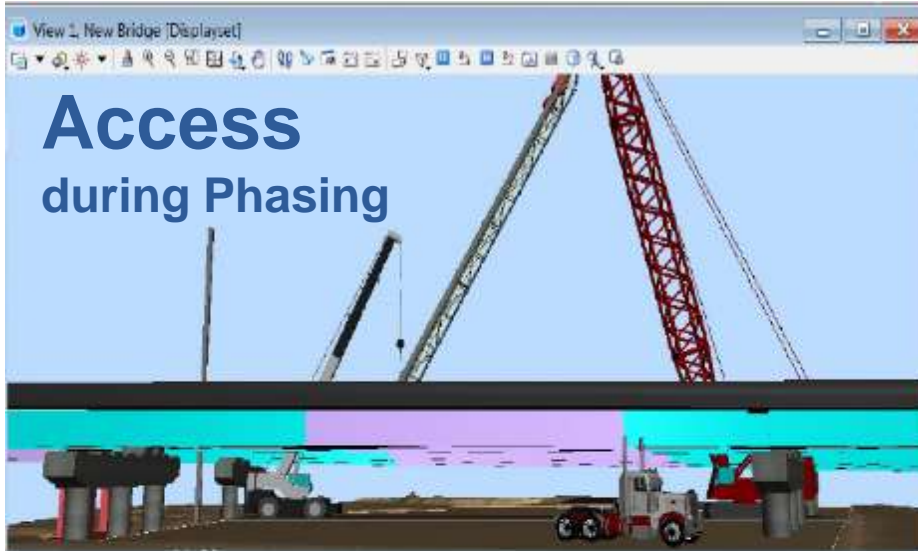 View 1, New Bridge [Displayset]
Access
during Phasing